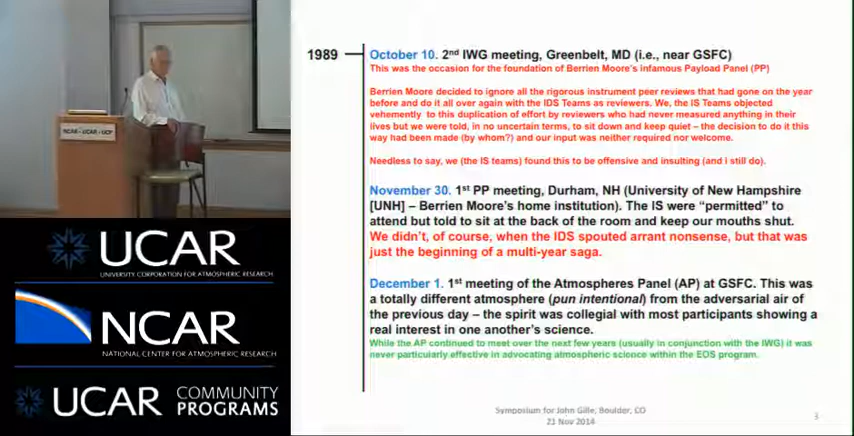 NCAR • UCAR • UCP
UCAR
UNIVERSITY CORPORATION FOR ATMOSPHERIC RESEARCH
NCAR
NATIONAL CENTER FOR ATMOSPHERIC RESEARCH
UCAR COMMUNITY
PROGRAMS
1989
October 10. 2nd IWG meeting, Greenbelt, MD (i.e., near GSFC)
This was the occasion for the foundation of Berrien Moore's infamous Payload Panel (PP)
Berrien Moore decided to ignore all the rigorous instrument peer reviews that had gone on the year
before and do it all over again with the IDS Teams as reviewers. We, the IS Teams objected
vehemently to this duplication of effort by reviewers who had never measured anything in their
lives but we were told, in no uncertain terms, to sit down and keep quiet – the decision to do it this
way had been made (by whom?) and our input was neither required nor welcome.
Needless to say, we (the IS teams) found this to be offensive and insulting (and i still do).
November 30. 1st PP meeting, Durham, NH (University of New Hampshire
[UNH] – Berrien Moore's home institution). The IS were “permitted” to
attend but told to sit at the back of the room and keep our mouths shut.
We didn't, of course, when the IDS spouted arrant nonsense, but that was
just the beginning of a multi-year saga.
December 1. 1st meeting of the Atmospheres Panel (AP) at GSFC. This was
a totally different atmosphere (pun intentional) from the adversarial air of
the previous day – the spirit was collegial with most participants showing a
real interest in one another's science.
While the AP continued to meet over the next few years (usually in conjunction with the IWG) it was
never particularly effective in advocating atmospheric science within the EOS program.
Symposium for John Gille, Boulder, CO
21 Nov 2014
3